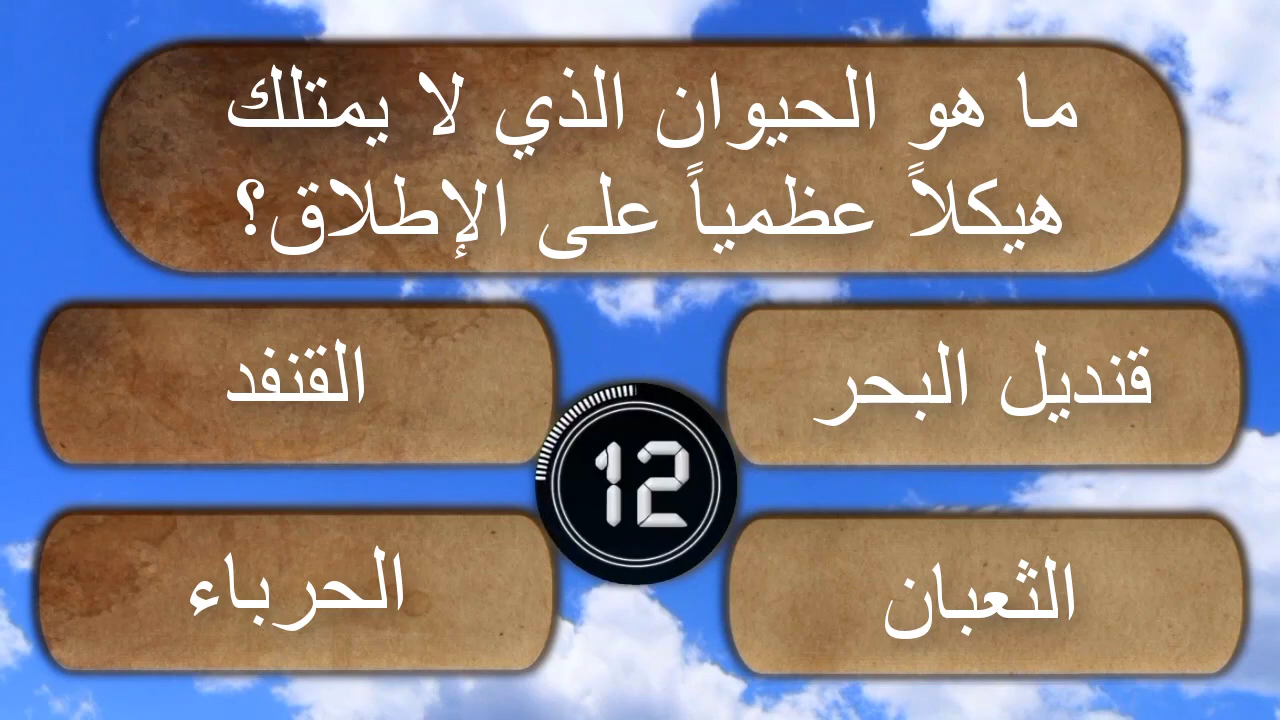 ما هو الحيوان الذي لا يمتلك
هيكلاً عظمياً على الإطلاق؟
قنديل البحر
القنفد
12
الثعبان
الحرباء